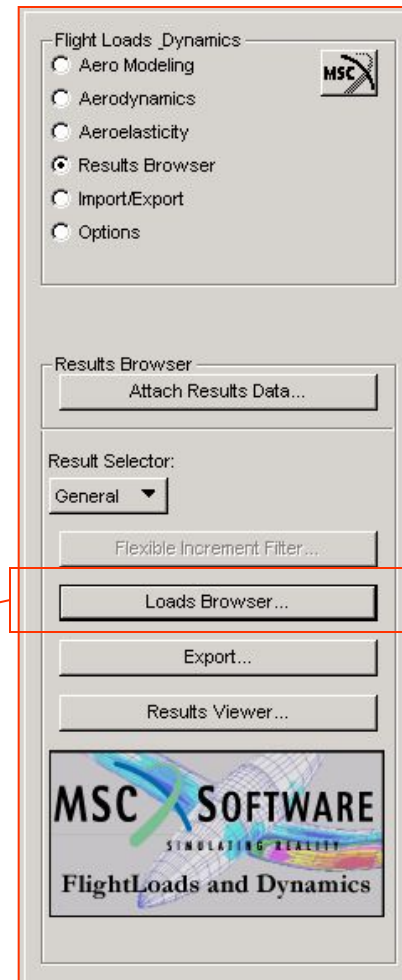 Flight Loads _Dynamics
MSC
Aero Modeling
Aerodynamics
Aeroelasticity
Results Browser
Import/Export
Options
Results Browser
Attach Results Data...
Result Selector:
General
Flexible Increment Filter...
Loads Browser...
Export...
Results Viewer...
MSC SOFTWARE
SIMULATING REALITY
FlightLoads and Dynamics